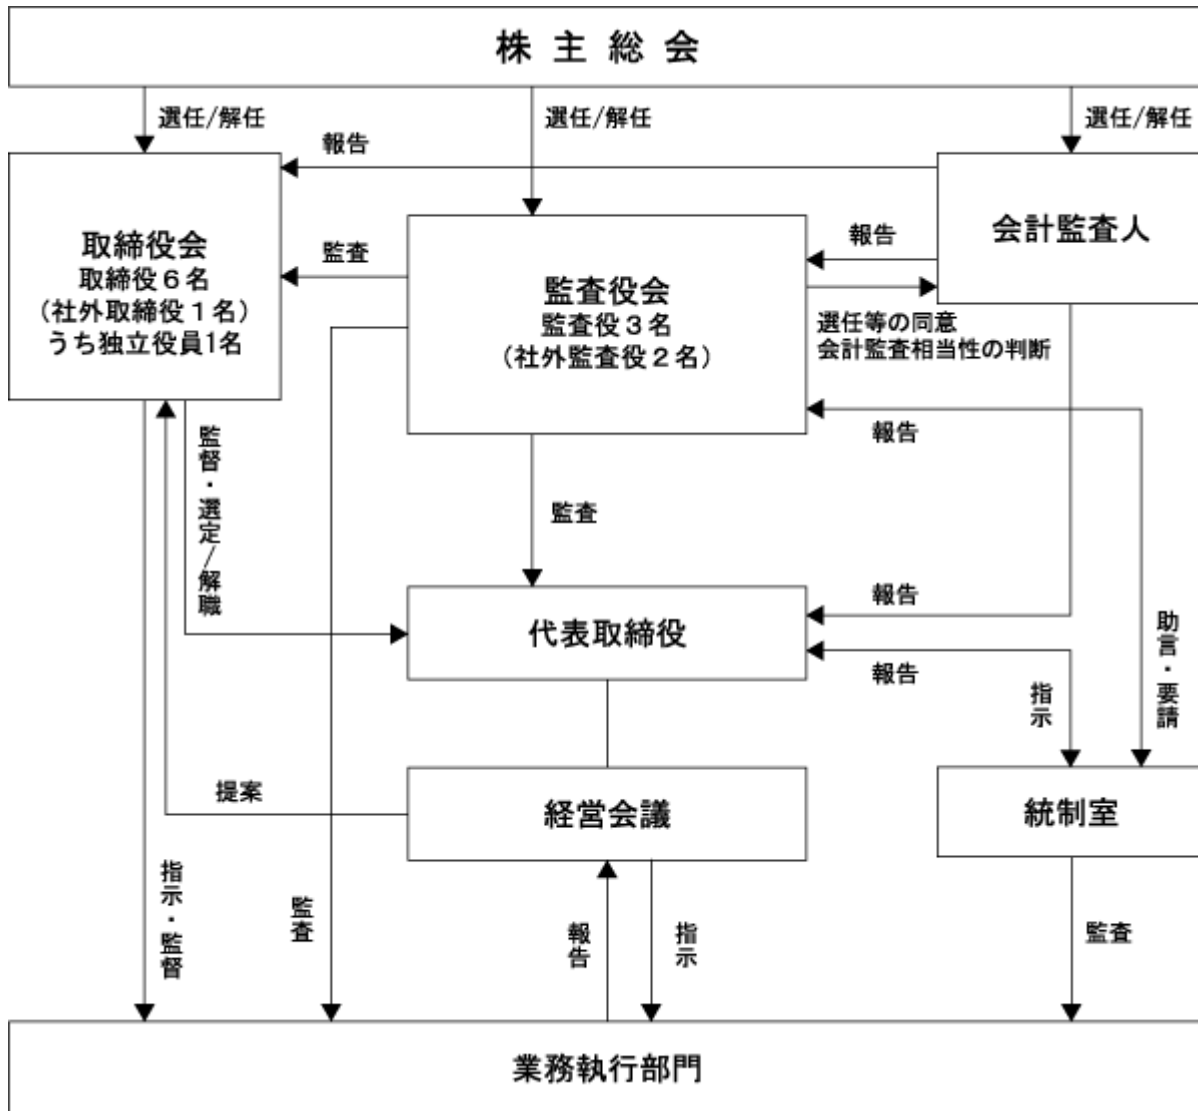 株主総会
選任/解任
選任/解任
選任/解任
報告
取締役会
取締役６名
（社外取締役１名）
うち独立役員1名
監査
監査役会
監査役３名
（社外監査役２名）
報告
会計監査人
選任等の同意
会計監査相当性の判断
報告
監督・選定/解職
監査
報告
代表取締役
報告
指示
助言・要請
提案
経営会議
統制室
指示・監督
監査
報告
指示
監査
業務執行部門